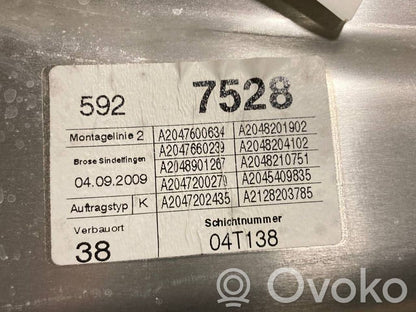 592 7528
Montagelinie 2 A2047600634 A2048201902
Brose Sindelfingen A2047660239 A2048204102
A2048901267 A2048210751
04.09.2009 A2047200270 A2045409835
Auftragstyp K A2047202435 A2128203785
Verbauort Schichtnummer
38 04T138
Ovoko